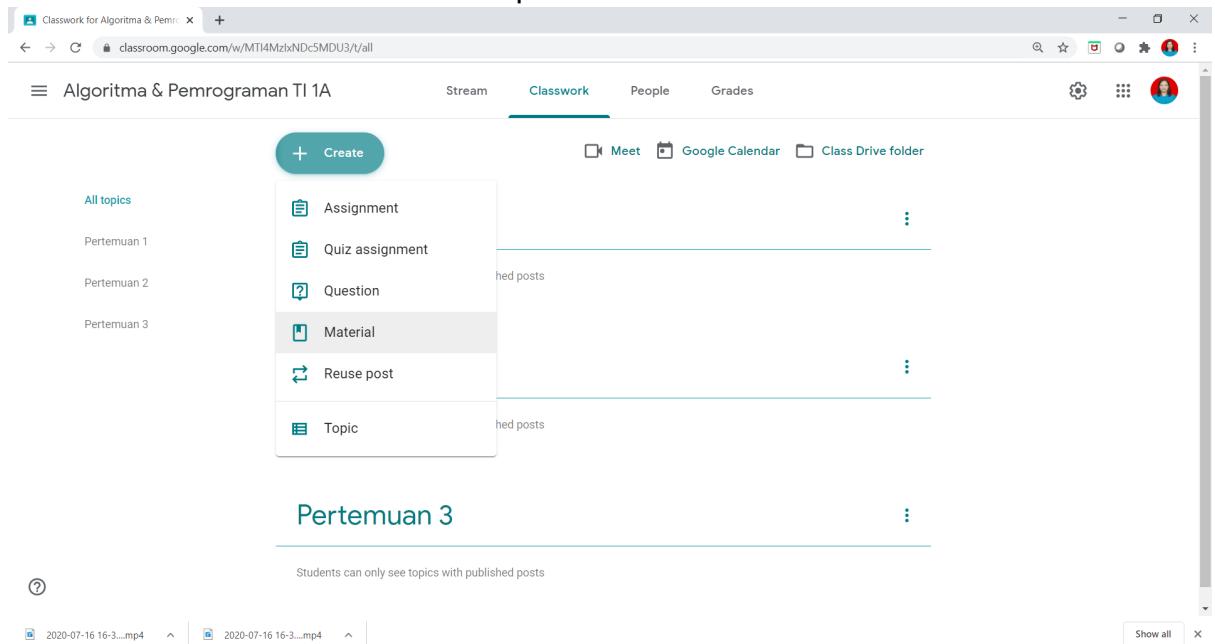 Classwork for Algoritma & Pemrc
classroom.google.com/w/MTI4MzIxNDc5MDU3/t/all
Algoritma & Pemrograman TI 1A
Stream Classwork People Grades
Create
Meet Google Calendar Class Drive folder
All topics
Pertemuan 1
Pertemuan 2
Pertemuan 3
Assignment
Quiz assignment
Question
Material
Reuse post
Topic
hed posts
hed posts
Pertemuan 3
Students can only see topics with published posts
2020-07-16 16-3....mp4
2020-07-16 16-3....mp4
Show all